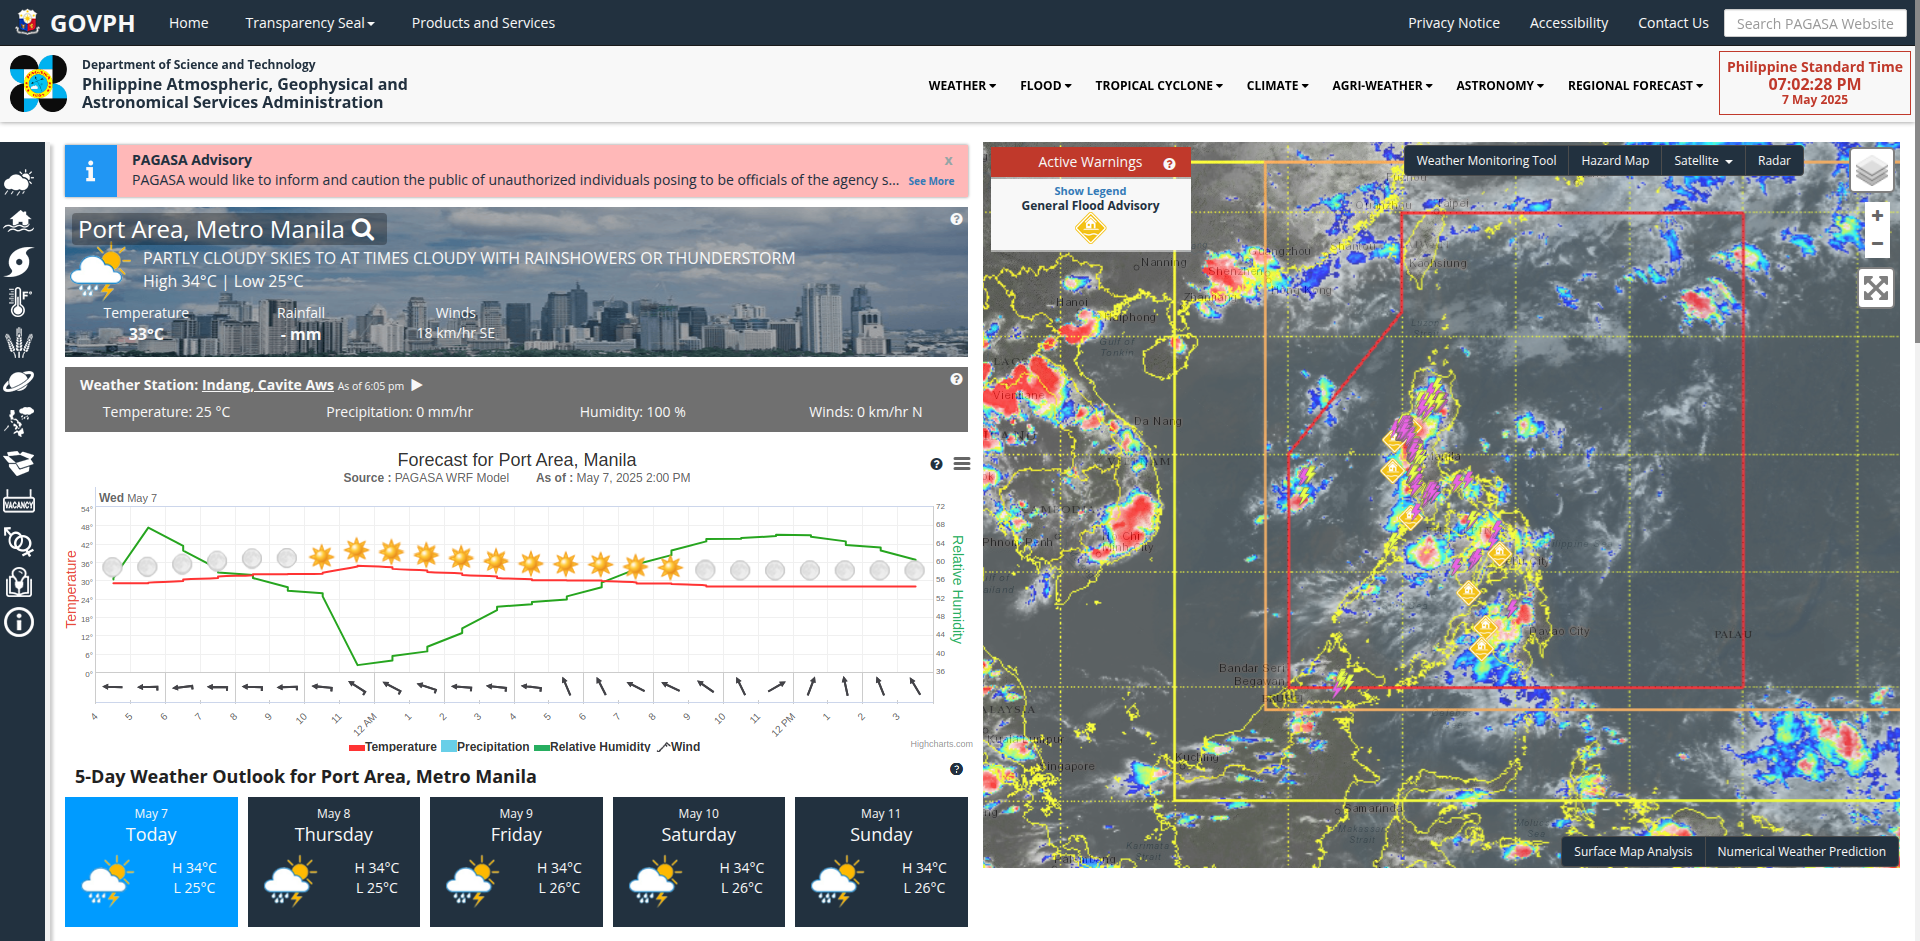 GOVPH
Home
Transparency Seal
Products and Services
Privacy Notice
Accessibility
Contact Us
Search PAGASA Website
Department of Science and Technology
Philippine Atmospheric, Geophysical and
Astronomical Services Administration
WEATHER
FLOOD
TROPICAL CYCLONE
CLIMATE
AGRI-WEATHER
ASTRONOMY
REGIONAL FORECAST
Philippine Standard Time
07:02:28 PM
7 May 2025
VACANCY
PAGASA Advisory
x
PAGASA would like to inform and caution the public of unauthorized individuals posing to be officials of the agency s... See More
Port Area, Metro Manila
PARTLY CLOUDY SKIES TO AT TIMES CLOUDY WITH RAINSHOWERS OR THUNDERSTORM
High 34°C | Low 25°C
Temperature
33°C
Rainfall
- mm
Winds
18 km/hr SE
Weather Station: Indang, Cavite Aws As of 6:05 pm
Temperature: 25 °C
Precipitation: 0 mm/hr
Humidity: 100 %
Winds: 0 km/hr N
Forecast for Port Area, Manila
Source : PAGASA WRF Model As of : May 7, 2025 2:00 PM
Wed May 7
Temperature
54°
48°
42°
36°
30°
24°
18°
12°
6°
0°
72
68
64
60
56
52
48
44
40
36
Relative Humidity
4 5 6 7 8 9 10 11 12 AM 1 2 3 4 5 6 7 8 9 10 11 12 PM 1 2 3
Temperature Precipitation Relative Humidity Wind
Highcharts.com
5-Day Weather Outlook for Port Area, Metro Manila
May 7
Today
H 34°C
L 25°C
May 8
Thursday
H 34°C
L 25°C
May 9
Friday
H 34°C
L 26°C
May 10
Saturday
H 34°C
L 26°C
May 11
Sunday
H 34°C
L 26°C
Active Warnings
Show Legend
General Flood Advisory
Weather Monitoring Tool
Hazard Map
Satellite
Radar
+
−
Nanning
Shenzhen
Hanoi
Kaohsiung
Gulf of
Tonkin
Da Nang
Davao City
PALAU
Bandar Seri
Begawan
Kuching
Singapore
Samarinda
Karimata
Strait
Surface Map Analysis
Numerical Weather Prediction